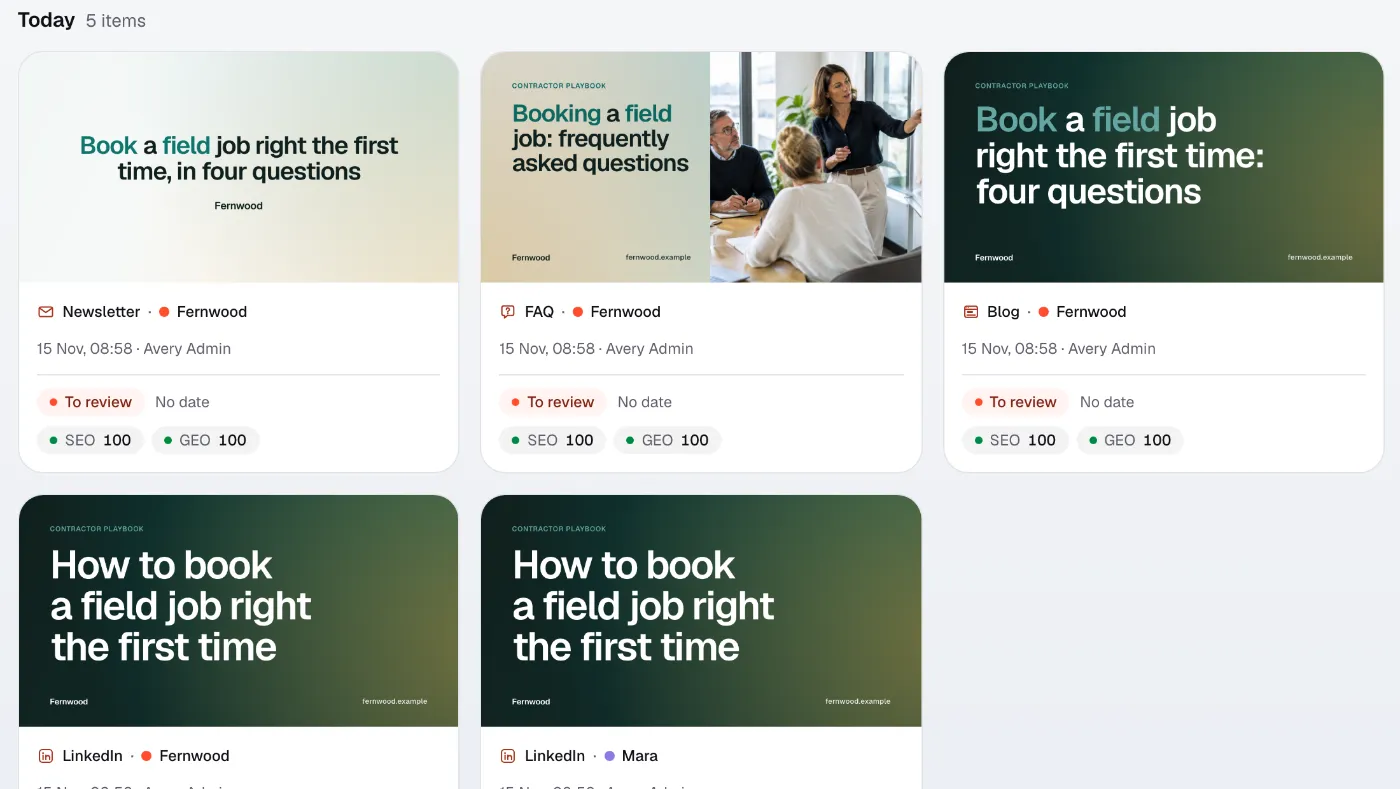 Today 5 items
Book a field job right the first
time, in four questions
Fernwood
Newsletter · Fernwood
15 Nov, 08:58 · Avery Admin
To review No date
SEO 100 GEO 100
CONTRACTOR PLAYBOOK
Booking a field
job: frequently
asked questions
Fernwood fernwood.example
FAQ · Fernwood
15 Nov, 08:58 · Avery Admin
To review No date
SEO 100 GEO 100
CONTRACTOR PLAYBOOK
Book a field job
right the first time:
four questions
Fernwood fernwood.example
Blog · Fernwood
15 Nov, 08:58 · Avery Admin
To review No date
SEO 100 GEO 100
CONTRACTOR PLAYBOOK
How to book
a field job right
the first time
Fernwood fernwood.example
LinkedIn · Fernwood
CONTRACTOR PLAYBOOK
How to book
a field job right
the first time
Fernwood fernwood.example
LinkedIn · Mara